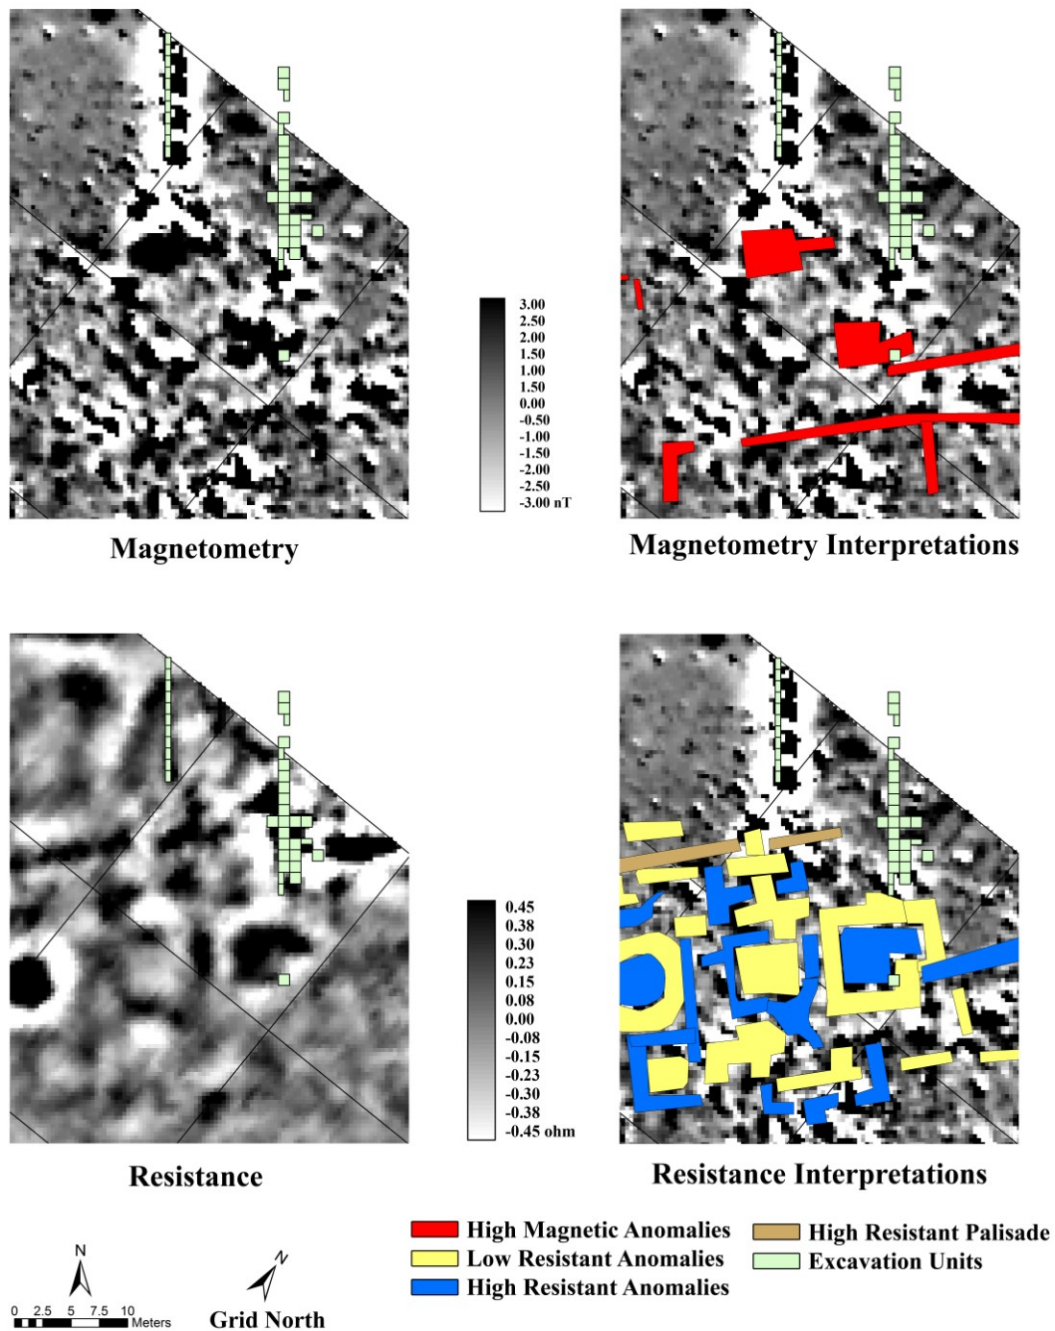 3.00
2.50
2.00
1.50
1.00
0.50
0.00
-0.50
-1.00
-1.50
-2.00
-2.50
-3.00 nT
Magnetometry
Magnetometry Interpretations
0.45
0.38
0.30
0.23
0.15
0.08
0.00
-0.08
-0.15
-0.23
-0.30
-0.38
-0.45 ohm
Resistance
Resistance Interpretations
High Magnetic Anomalies
Low Resistant Anomalies
High Resistant Anomalies
High Resistant Palisade
Excavation Units
N
0 2.5 5 7.5 10
Meters
N
Grid North